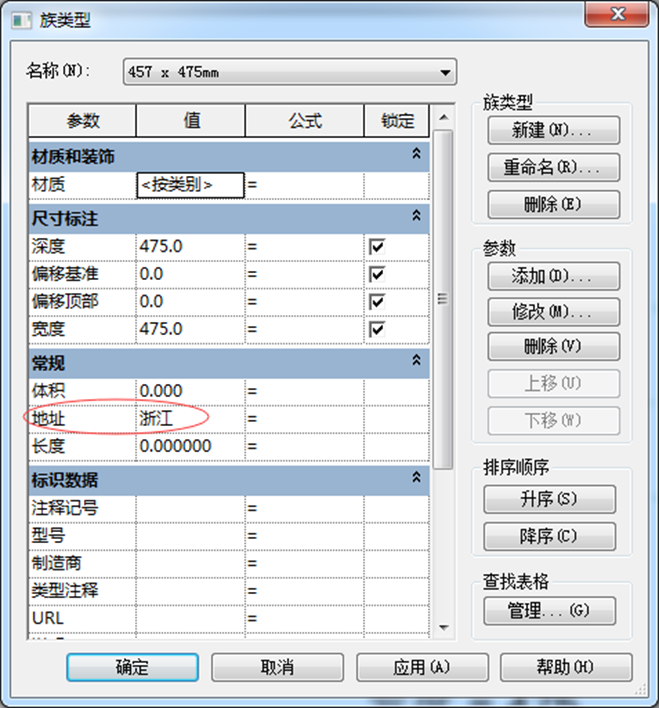 族类型
名称(N):
457 x 475mm
参数 值 公式 锁定
材质和装饰
材质 <按类别> =
尺寸标注
深度 475.0 =
偏移基准 0.0 =
偏移顶部 0.0 =
宽度 475.0 =
常规
体积 0.000 =
地址 浙江 =
长度 0.000000 =
标识数据
注释记号 =
型号 =
制造商 =
类型注释 =
URL =
族类型
新建(N)...
重命名(R)...
删除(E)
参数
添加(D)...
修改(M)...
删除(V)
上移(U)
下移(W)
排序顺序
升序(S)
降序(C)
查找表格
管理...(G)
确定 取消 应用(A) 帮助(H)